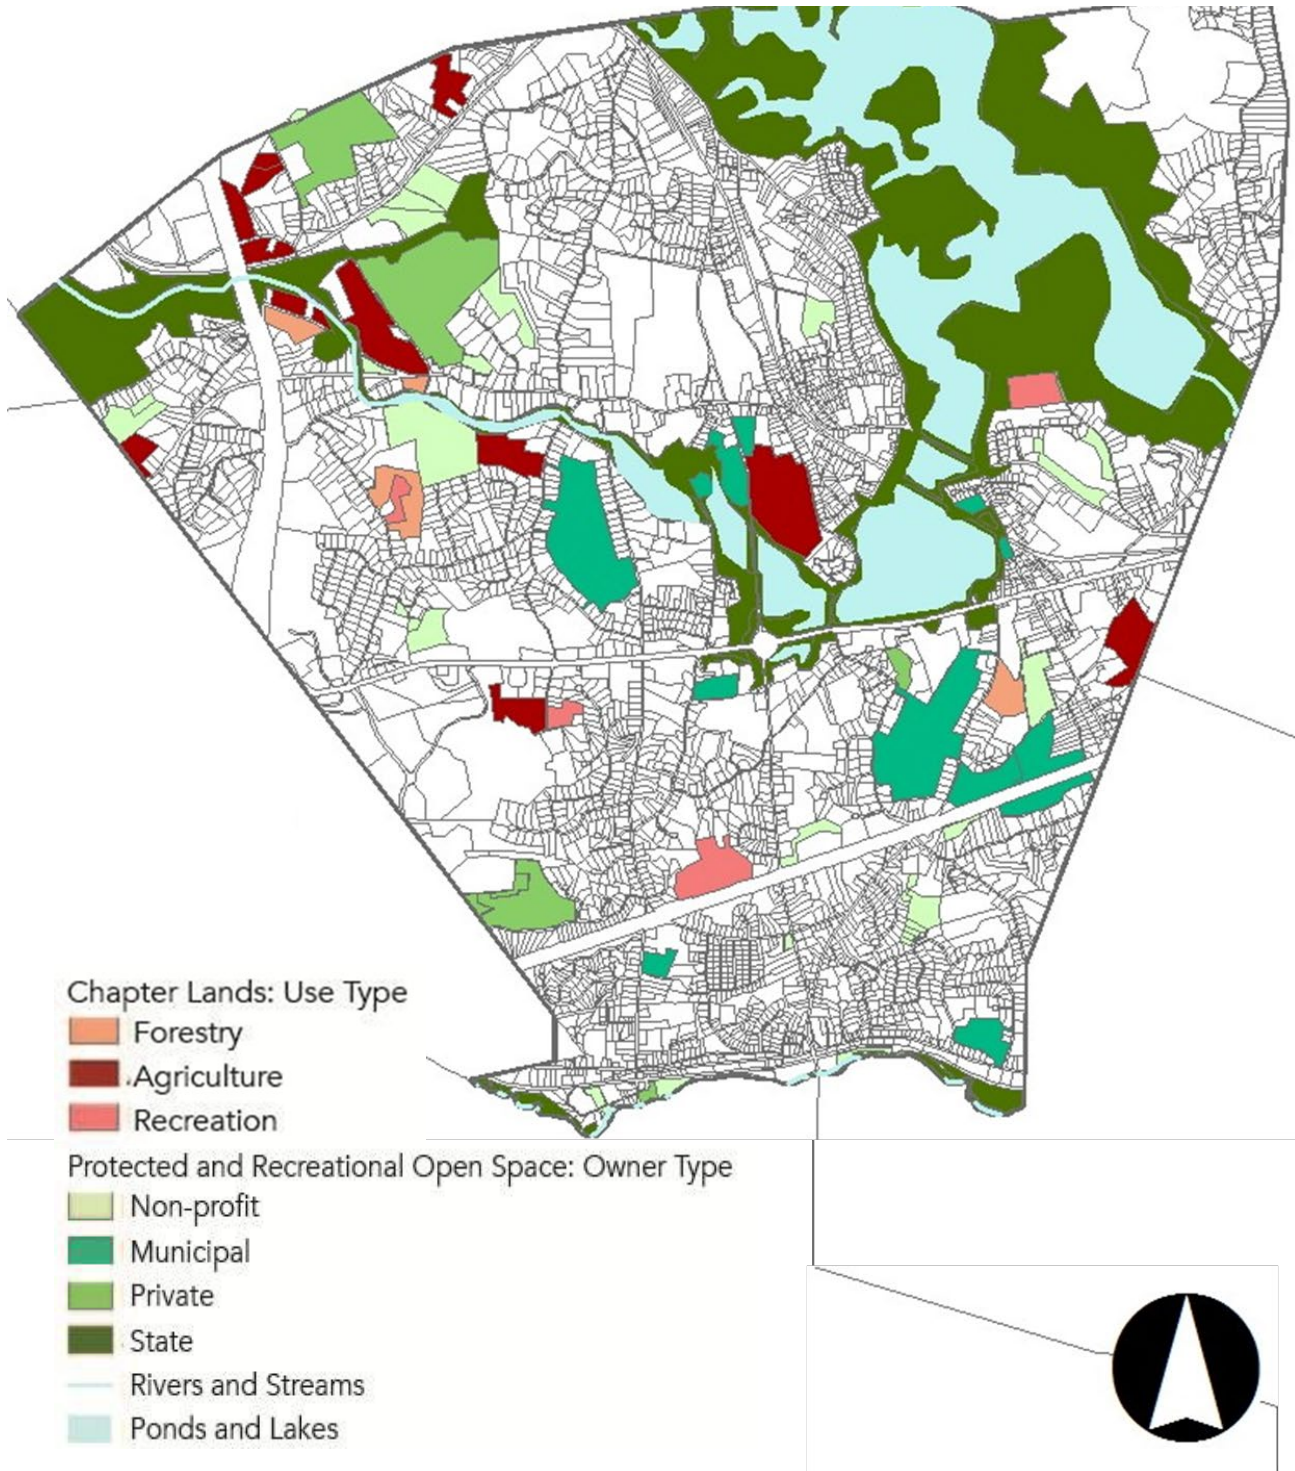 Chapter Lands: Use Type
Forestry
Agriculture
Recreation
Protected and Recreational Open Space: Owner Type
Non-profit
Municipal
Private
State
Rivers and Streams
Ponds and Lakes